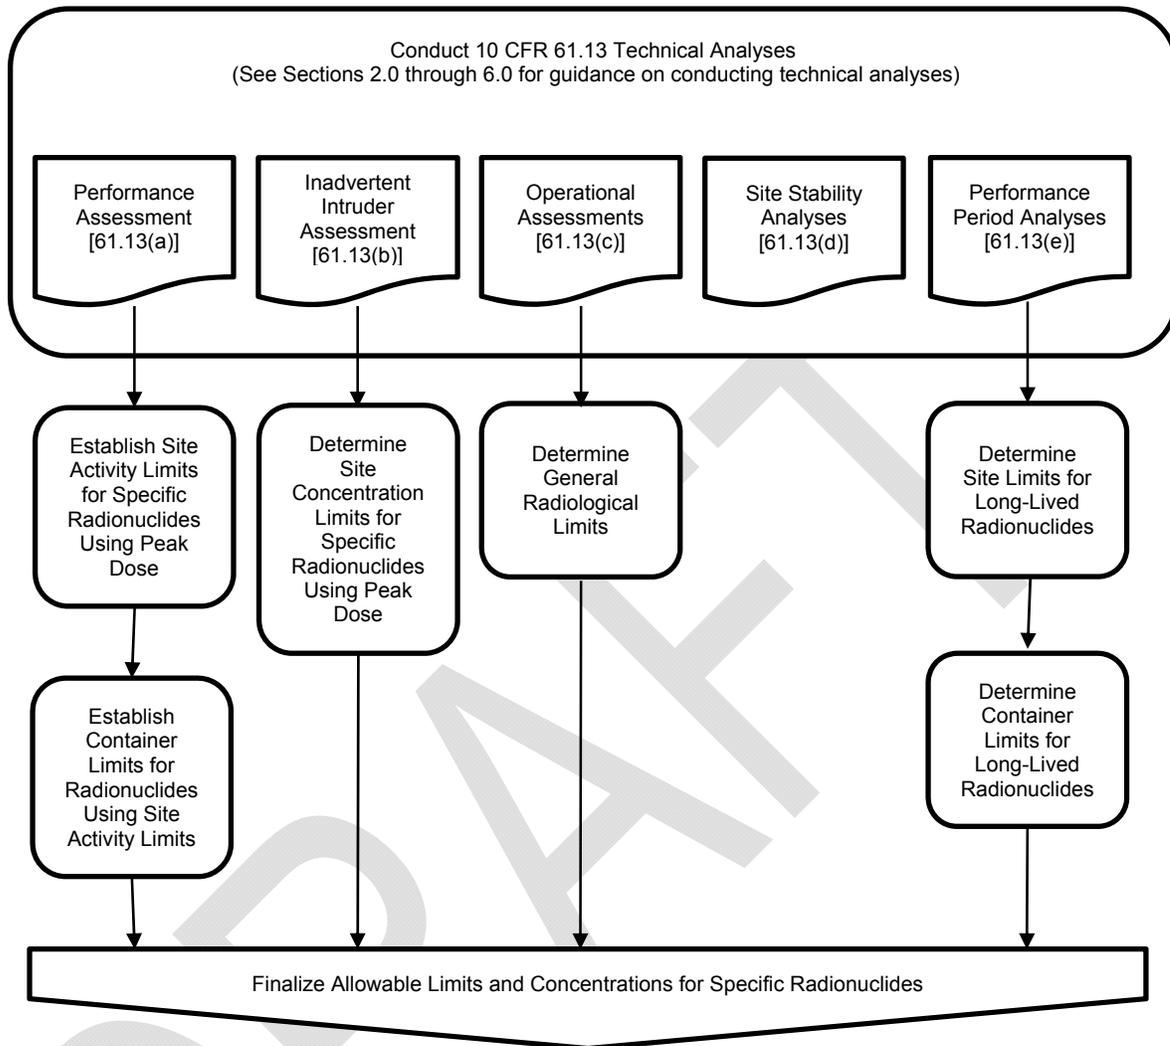 Conduct 10 CFR 61.13 Technical Analyses
(See Sections 2.0 through 6.0 for guidance on conducting technical analyses)
Performance
Assessment
[61.13(a)]
Inadvertent
Intruder
Assessment
[61.13(b)]
Operational
Assessments
[61.13(c)]
Site Stability
Analyses
[61.13(d)]
Performance
Period Analyses
[61.13(e)]
Establish Site
Activity Limits
for Specific
Radionuclides
Using Peak
Dose
Determine
Site
Concentration
Limits for
Specific
Radionuclides
Using Peak
Dose
Determine
General
Radiological
Limits
Determine
Site Limits for
Long-Lived
Radionuclides
Establish
Container
Limits for
Radionuclides
Using Site
Activity Limits
Determine
Container
Limits for
Long-Lived
Radionuclides
Finalize Allowable Limits and Concentrations for Specific Radionuclides
DRAFT